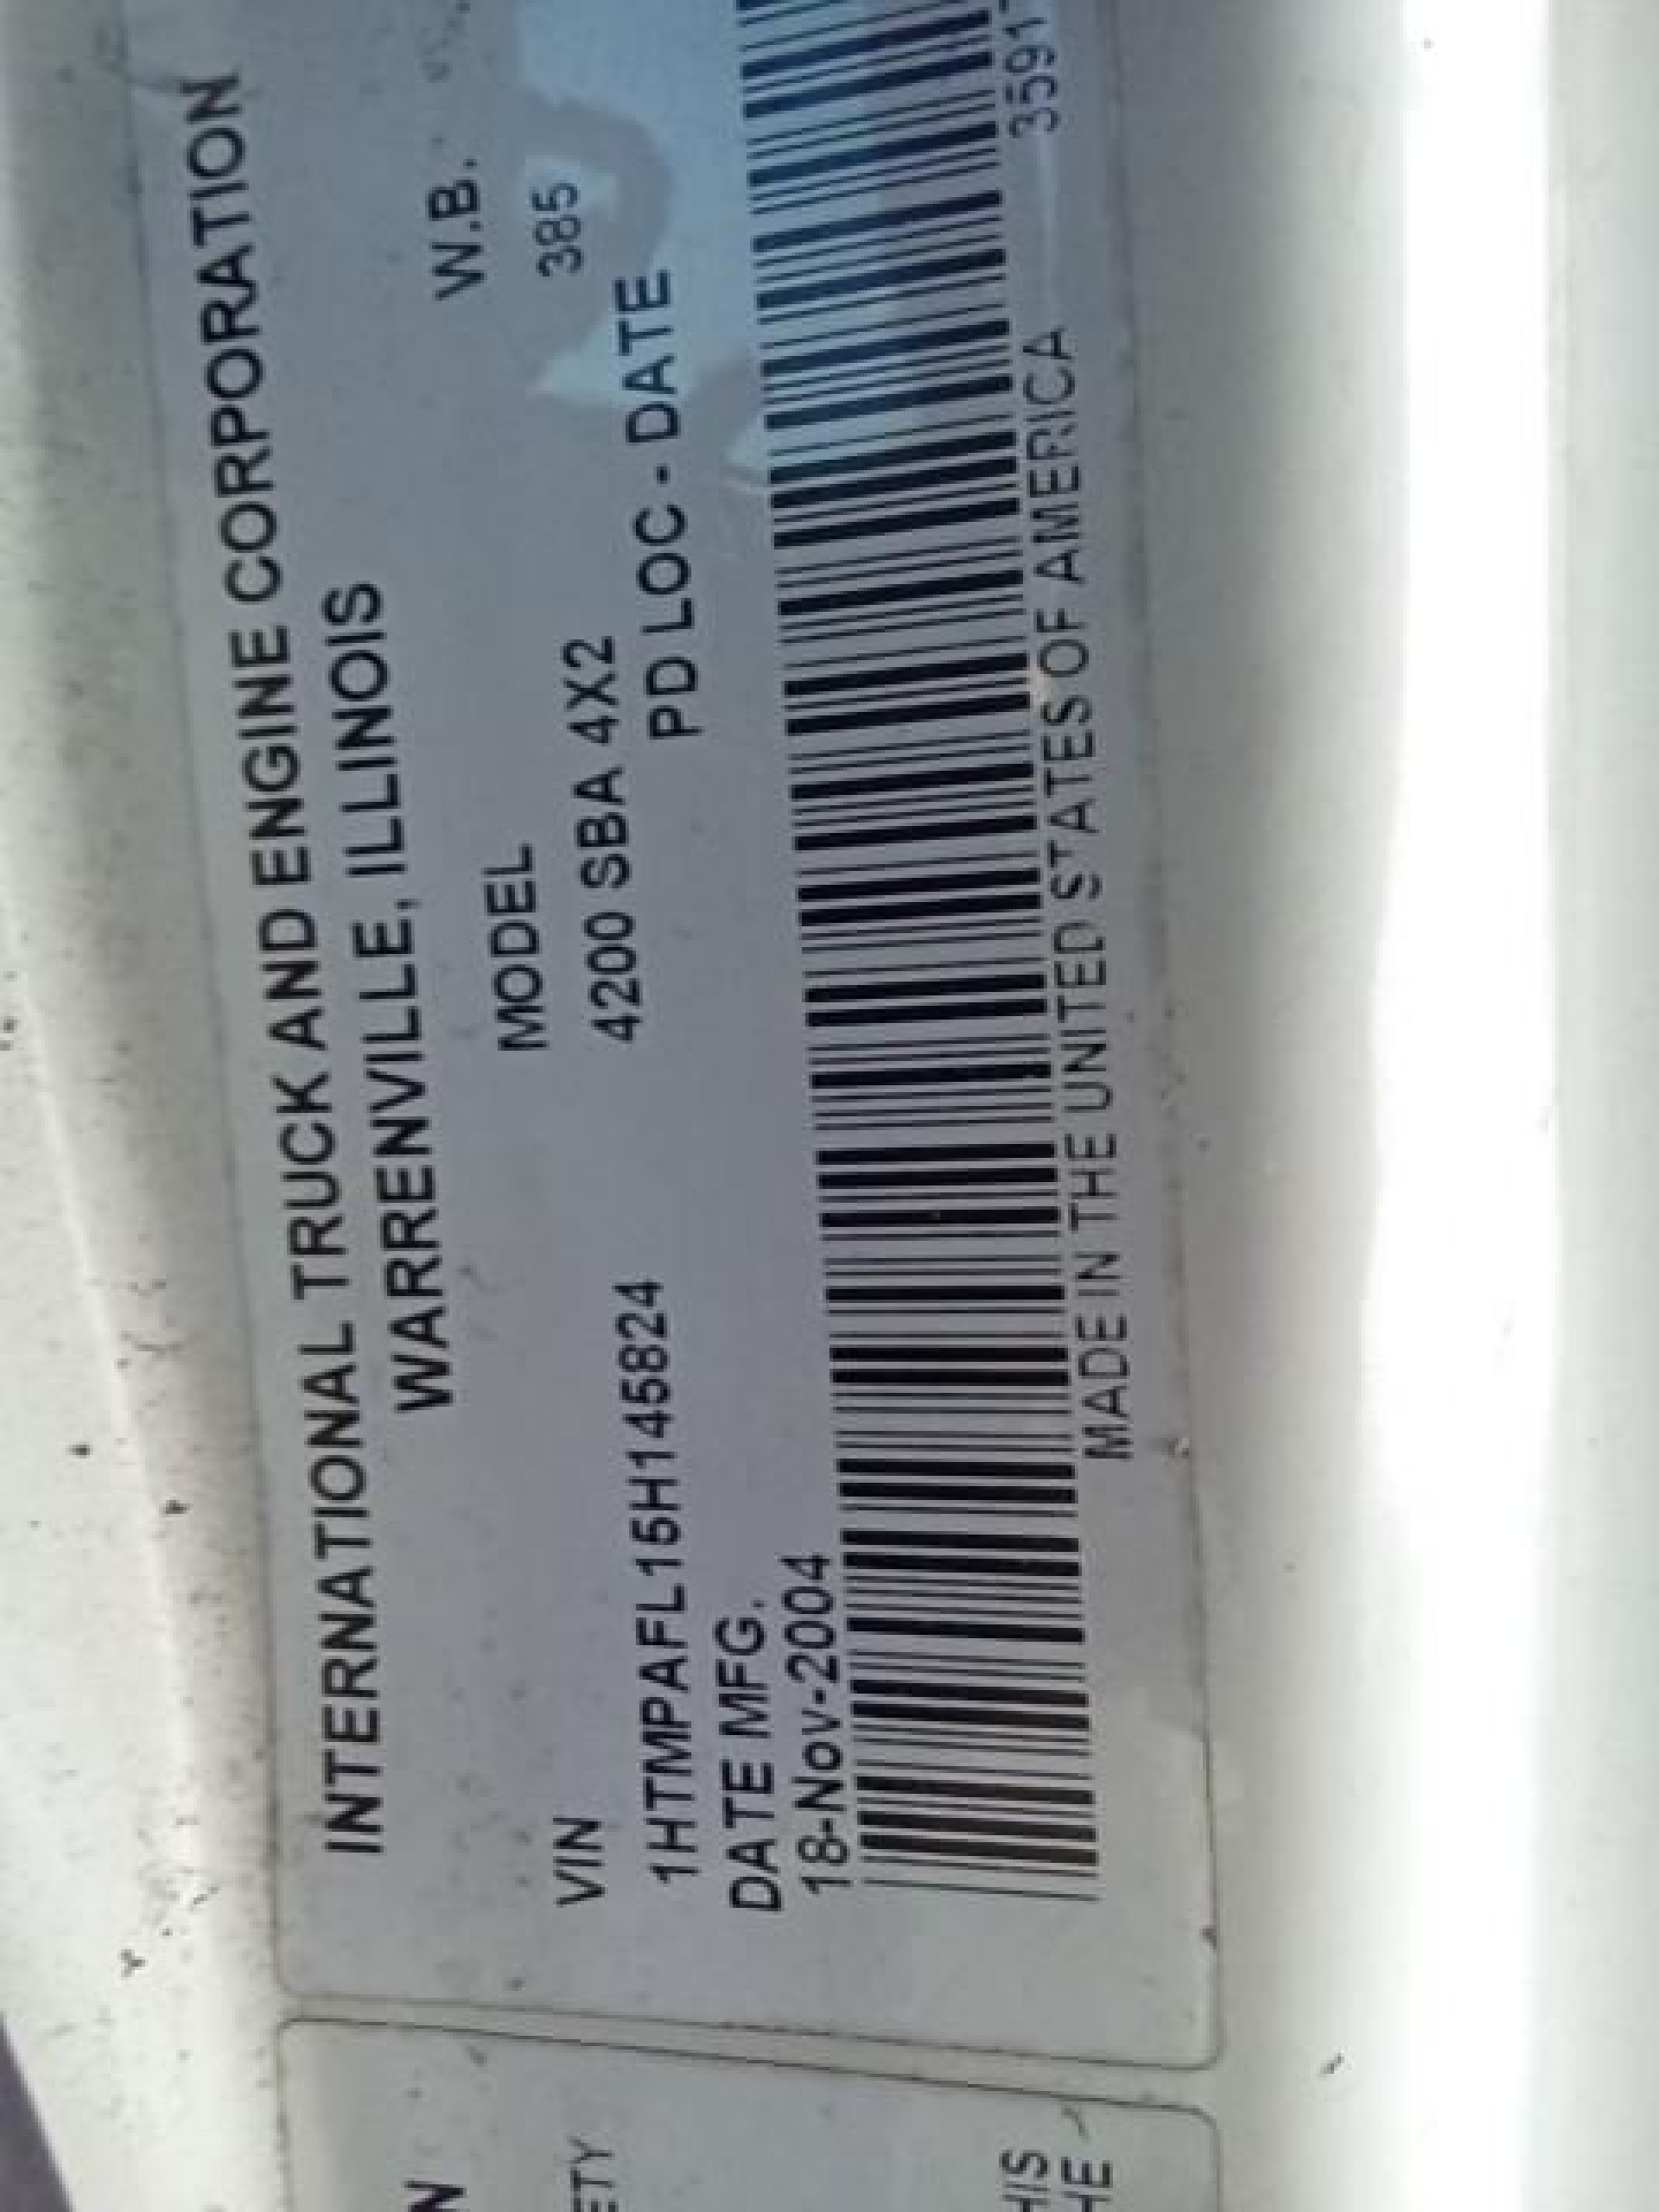 INTERNATIONAL TRUCK AND ENGINE CORPORATION
WARRENVILLE, ILLINOIS
VIN MODEL W.B.
1HTMPAFL15H145824 4200 SBA 4X2 385
DATE MFG. PD LOC - DATE
18-Nov-2004
MADE IN THE UNITED STATES OF AMERICA 3591